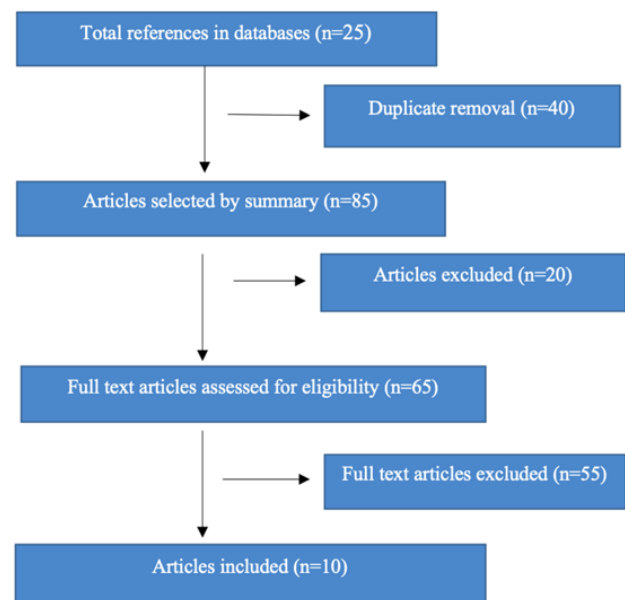 Total references in databases (n=25)
Duplicate removal (n=40)
Articles selected by summary (n=85)
Articles excluded (n=20)
Full text articles assessed for eligibility (n=65)
Full text articles excluded (n=55)
Articles included (n=10)